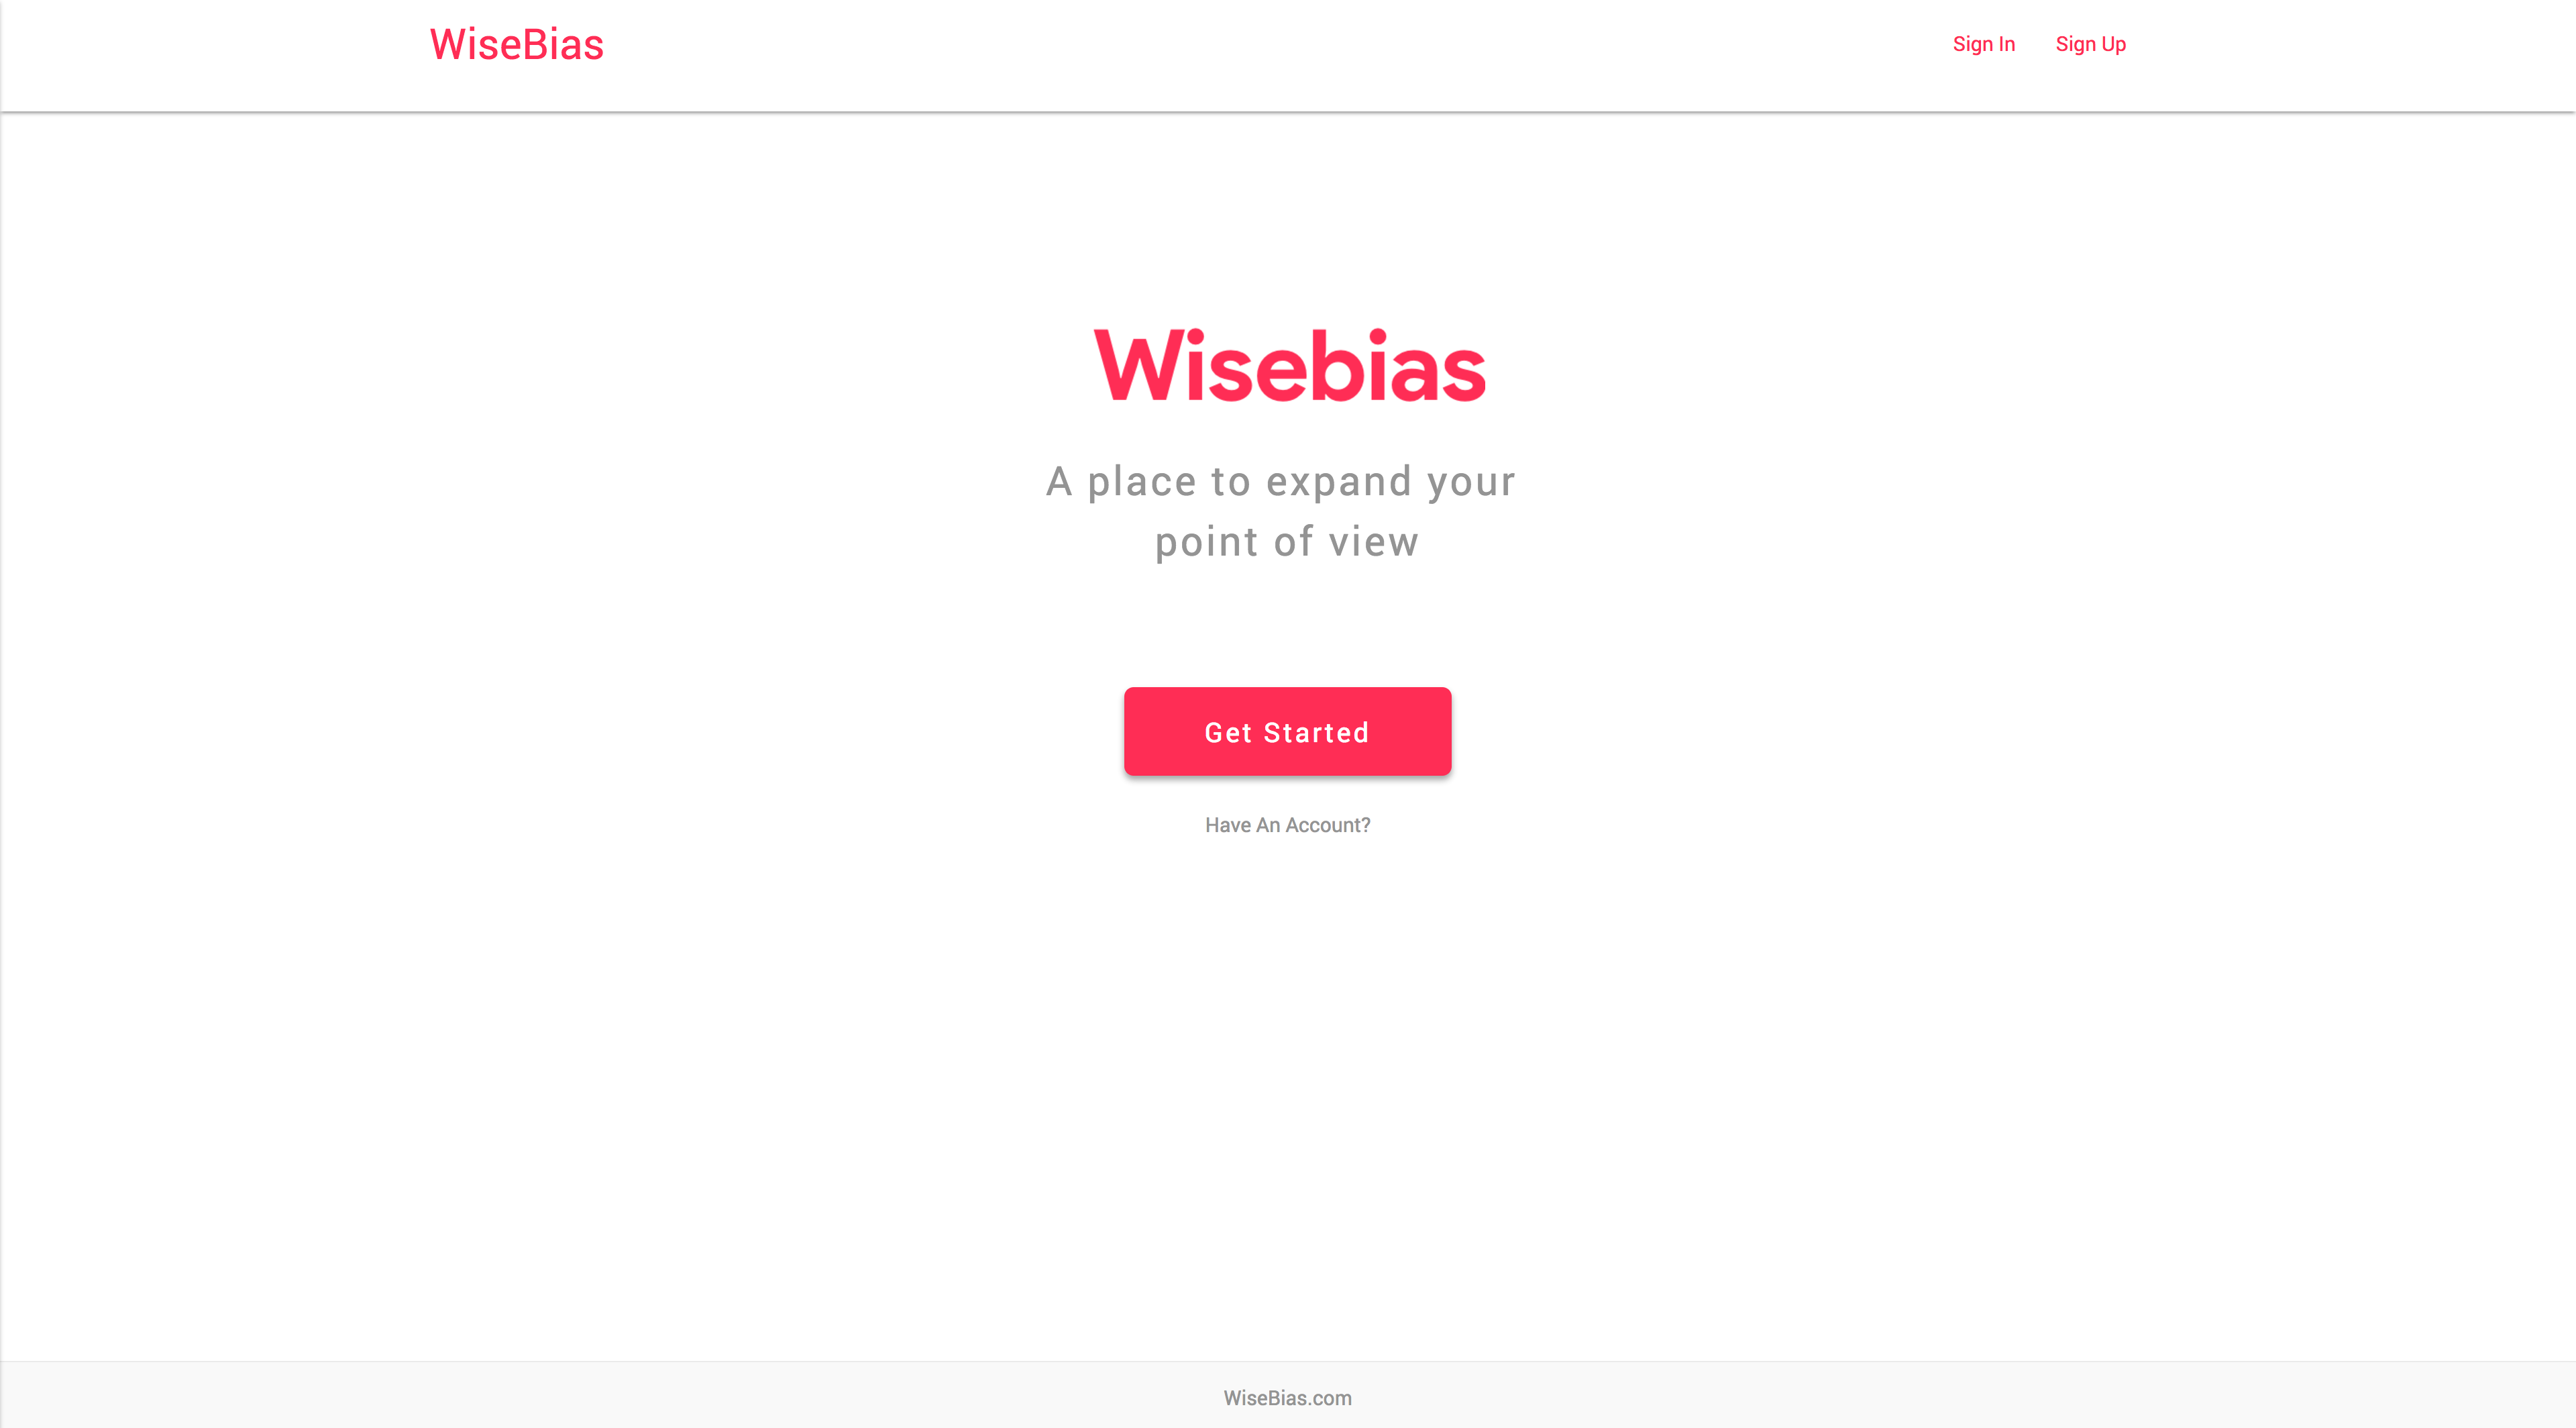 WiseBias
Sign In
Sign Up
Wisebias
A place to expand your
point of view
Get Started
Have An Account?
WiseBias.com